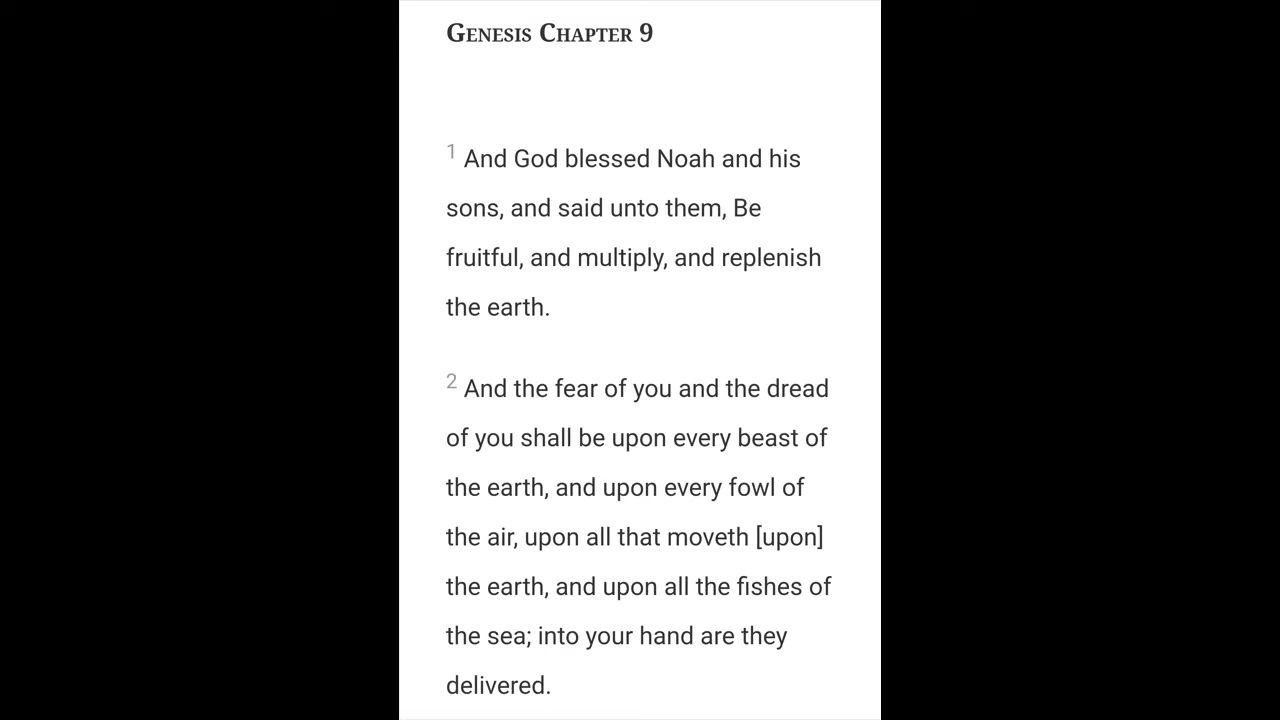 Genesis Chapter 9
1 And God blessed Noah and his
sons, and said unto them, Be
fruitful, and multiply, and replenish
the earth.
2 And the fear of you and the dread
of you shall be upon every beast of
the earth, and upon every fowl of
the air, upon all that moveth [upon]
the earth, and upon all the fishes of
the sea; into your hand are they
delivered.